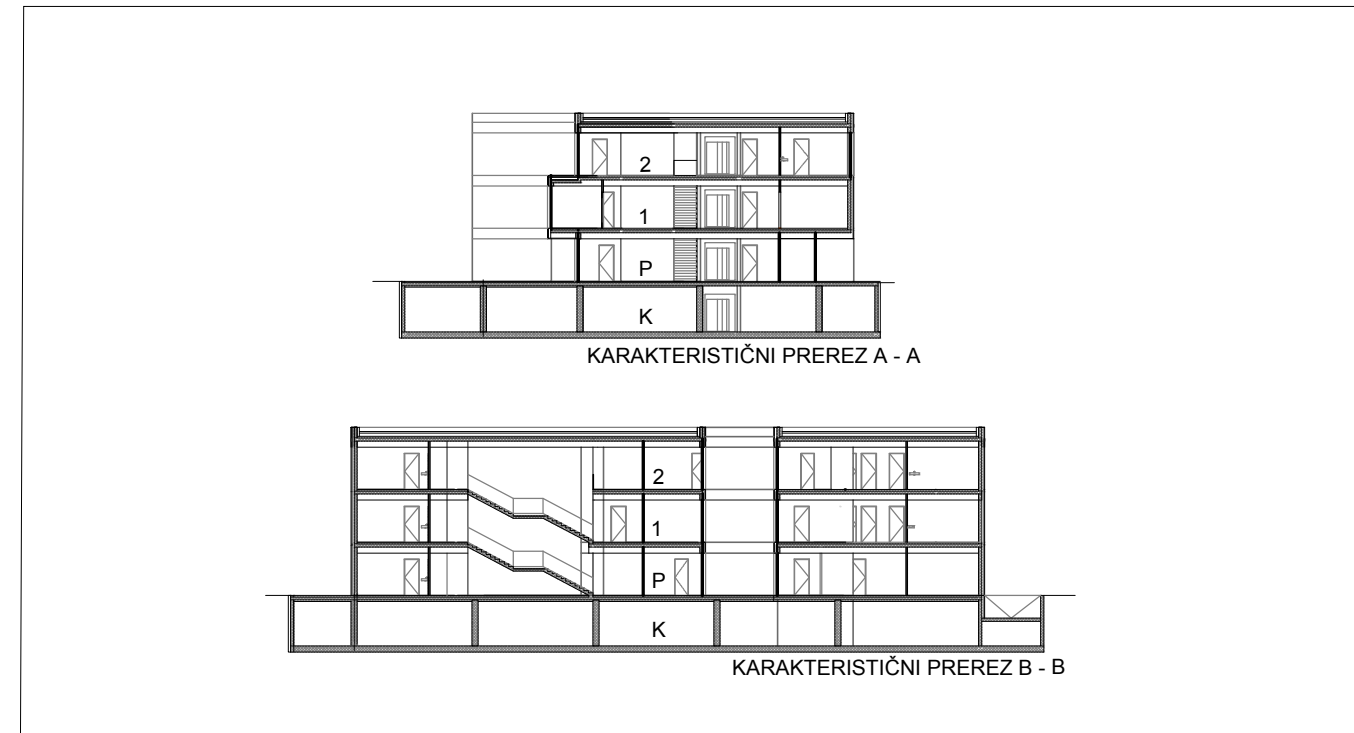 2
1
P
K
KARAKTERISTIČNI PREREZ A - A
2
1
P
K
KARAKTERISTIČNI PREREZ B - B